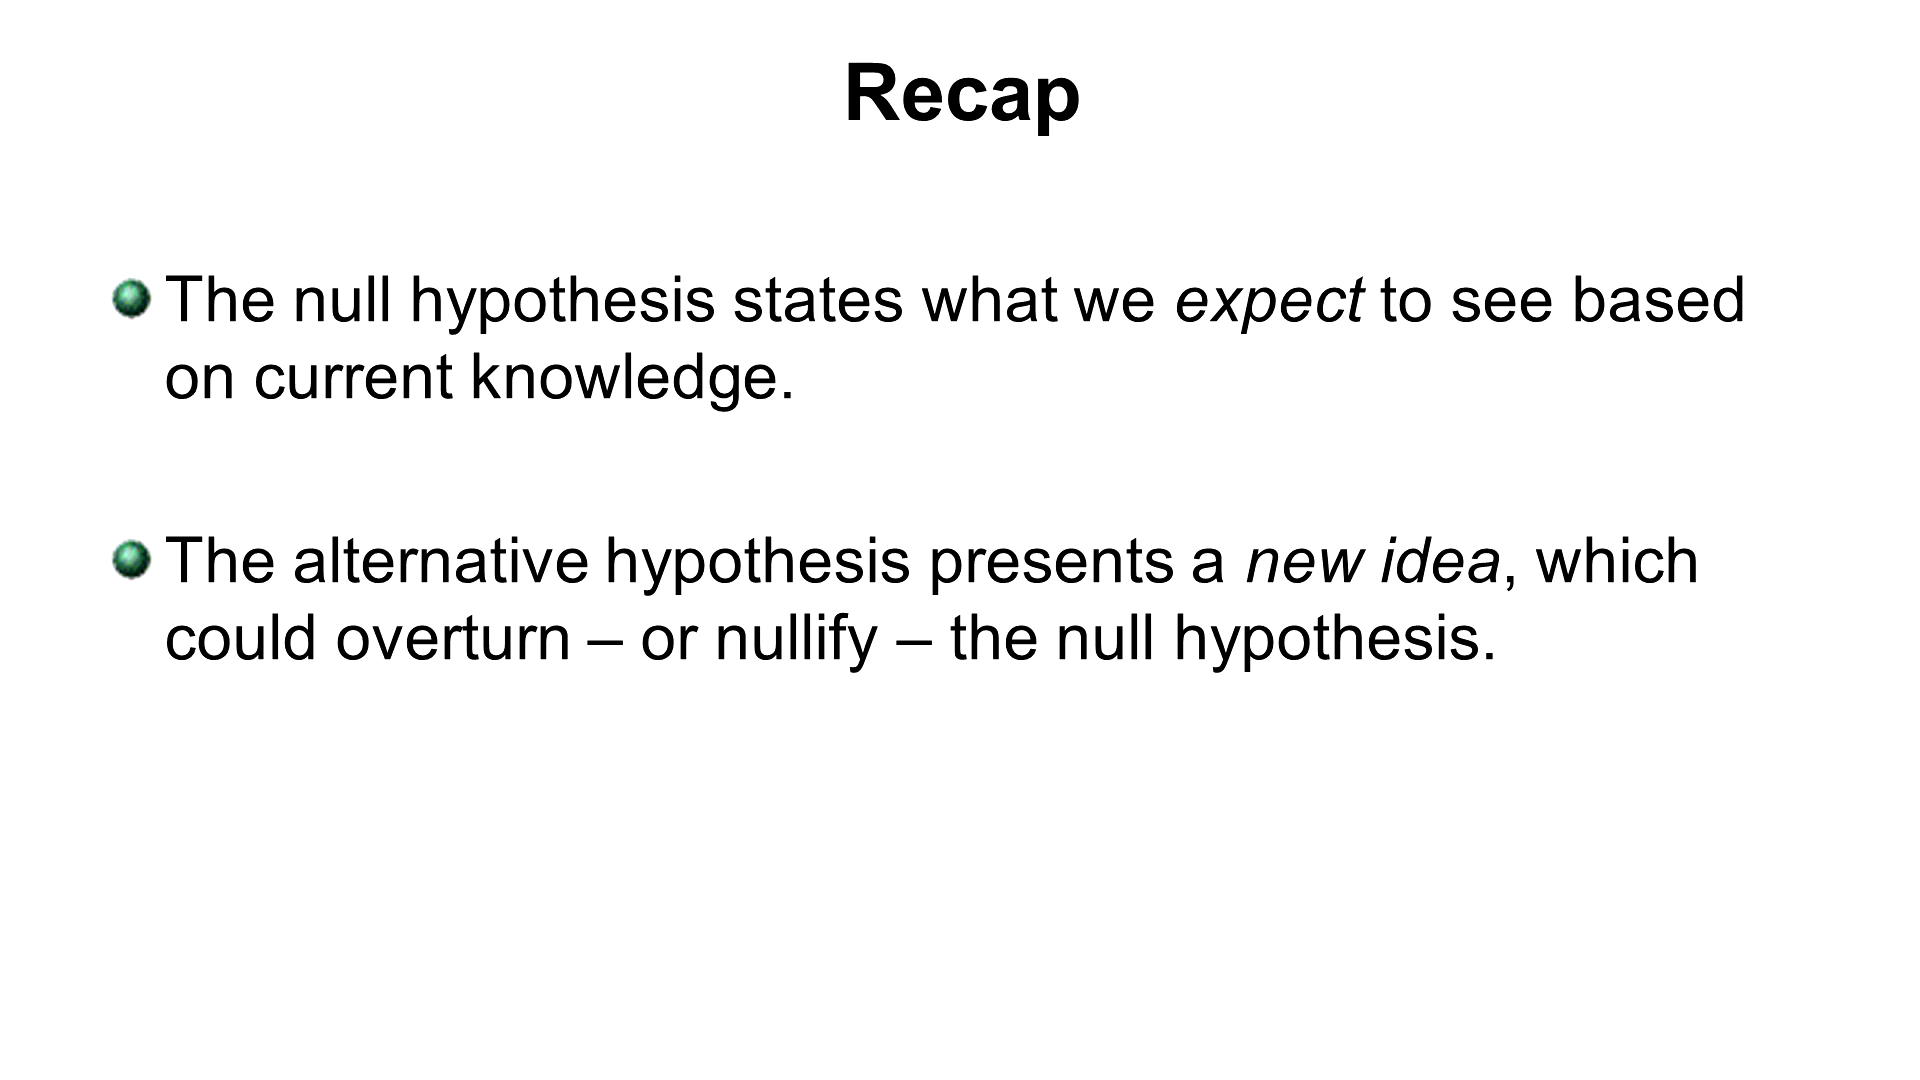 Recap
The null hypothesis states what we expect to see based
on current knowledge.
The alternative hypothesis presents a new idea, which
could overturn – or nullify – the null hypothesis.